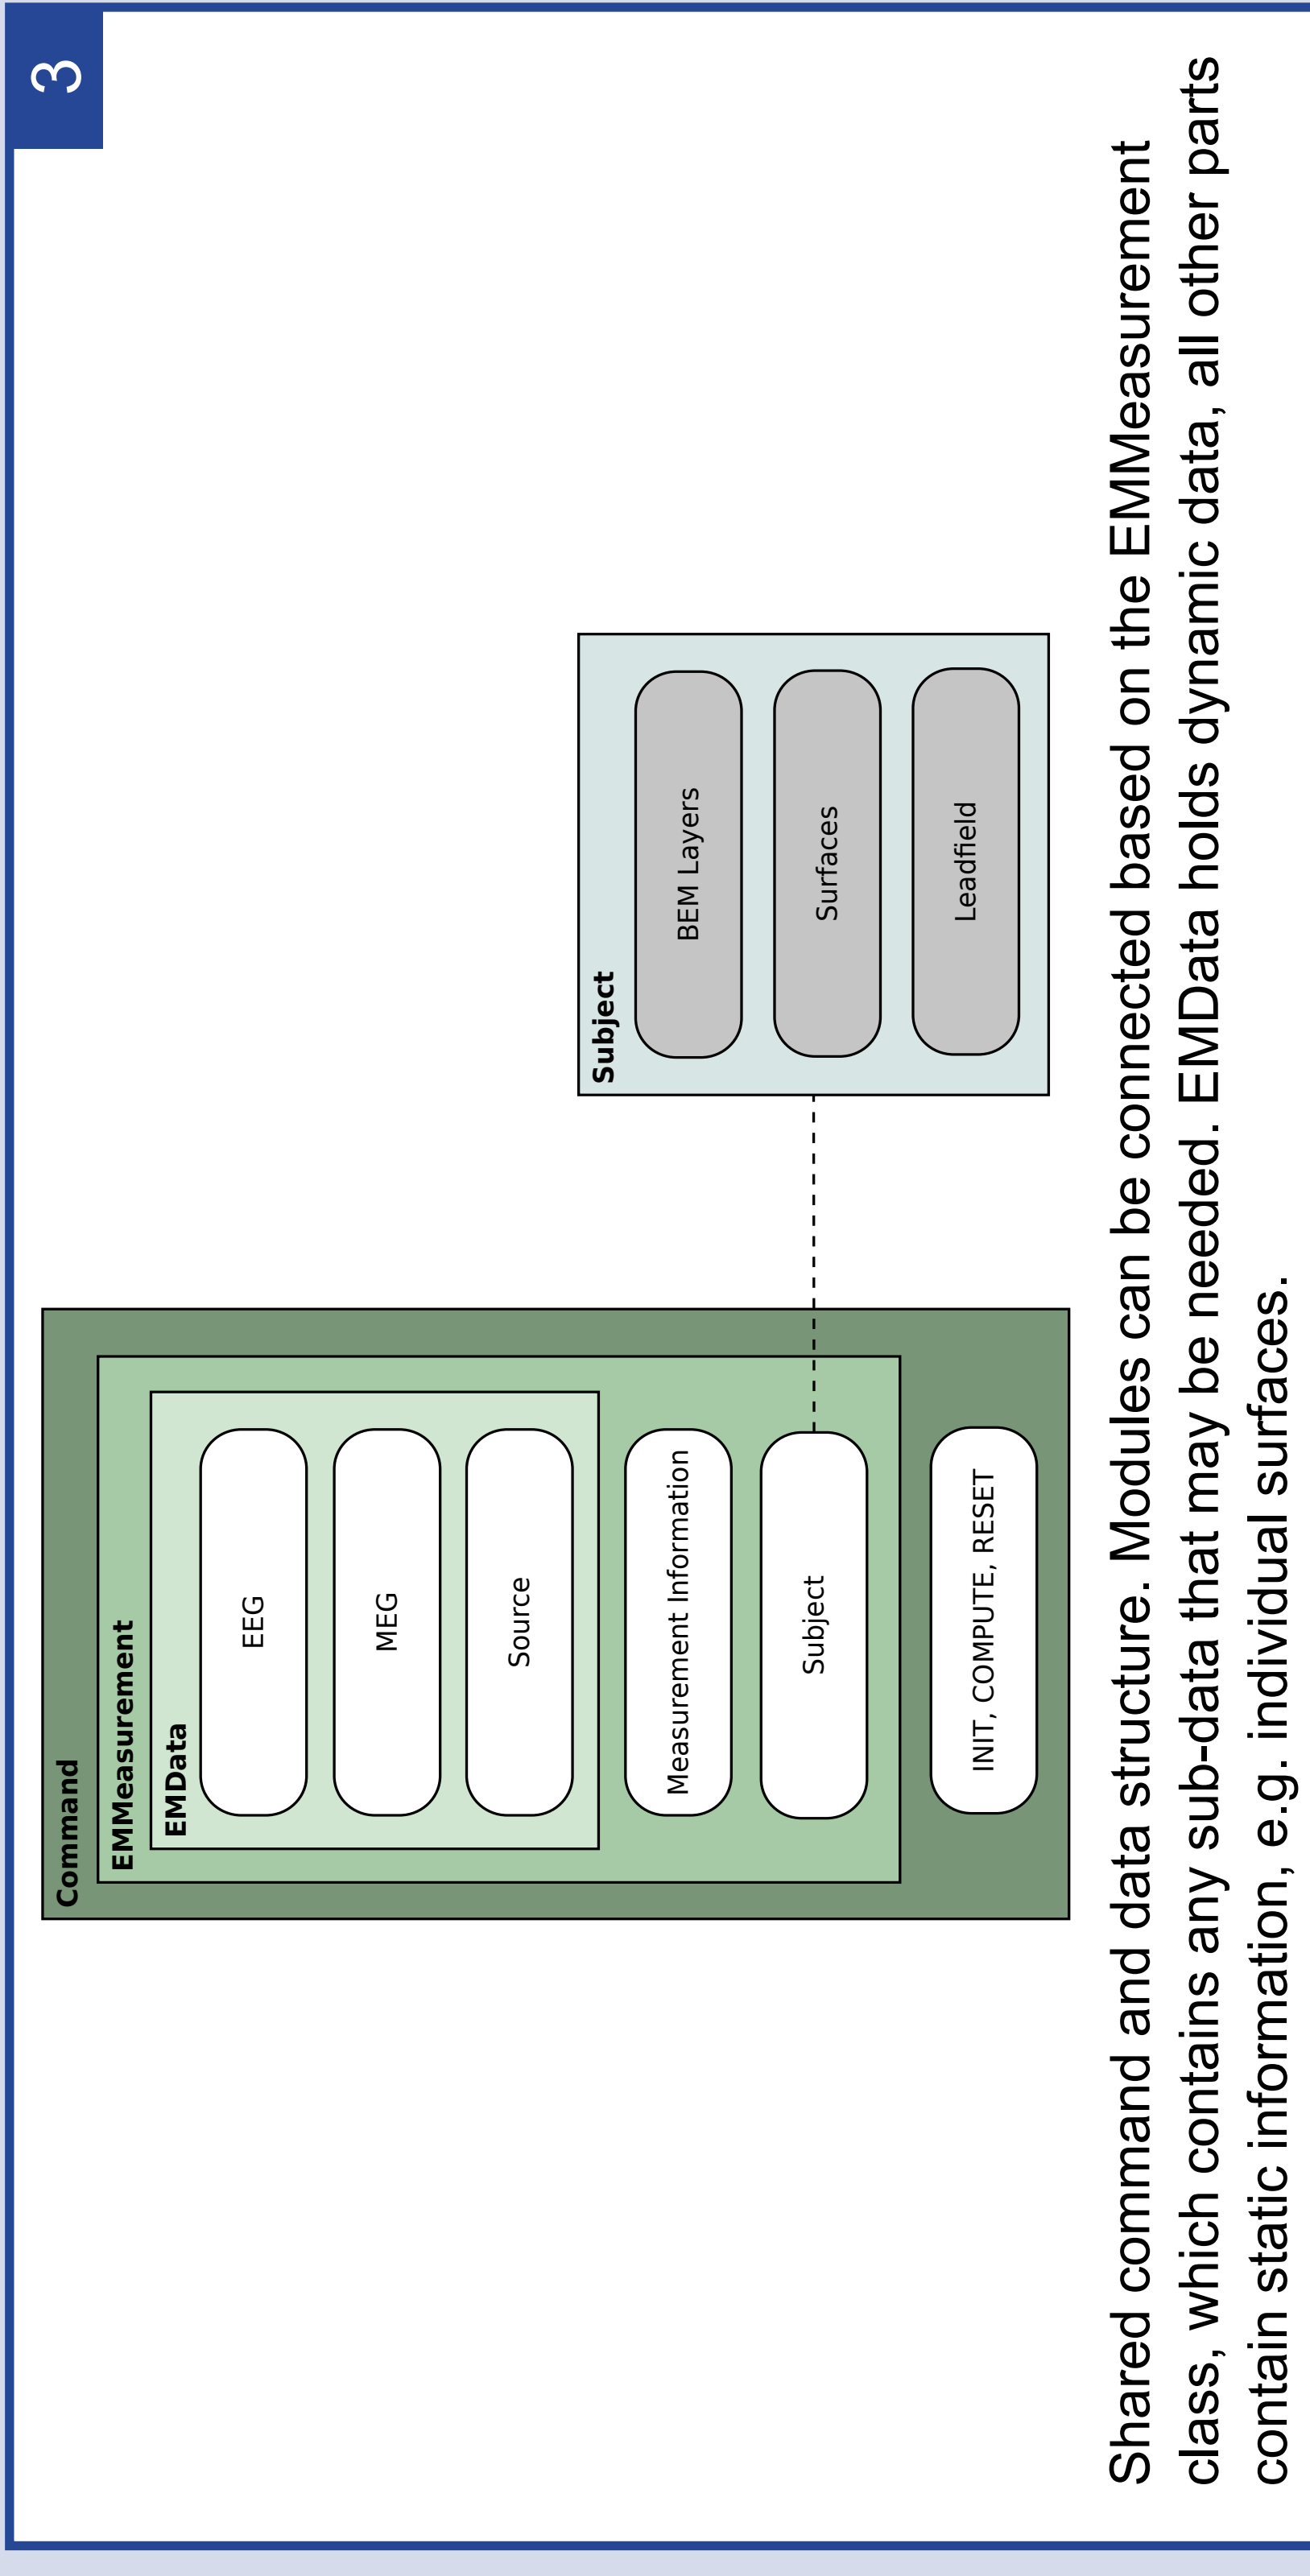 3
Command
EMMeasurement
EMData
EEG
MEG
Source
Measurement Information
Subject
INIT, COMPUTE, RESET
Subject
BEM Layers
Surfaces
Leadfield
Shared command and data structure. Modules can be connected based on the EMMeasurement
class, which contains any sub-data that may be needed. EMData holds dynamic data, all other parts
contain static information, e.g. individual surfaces.